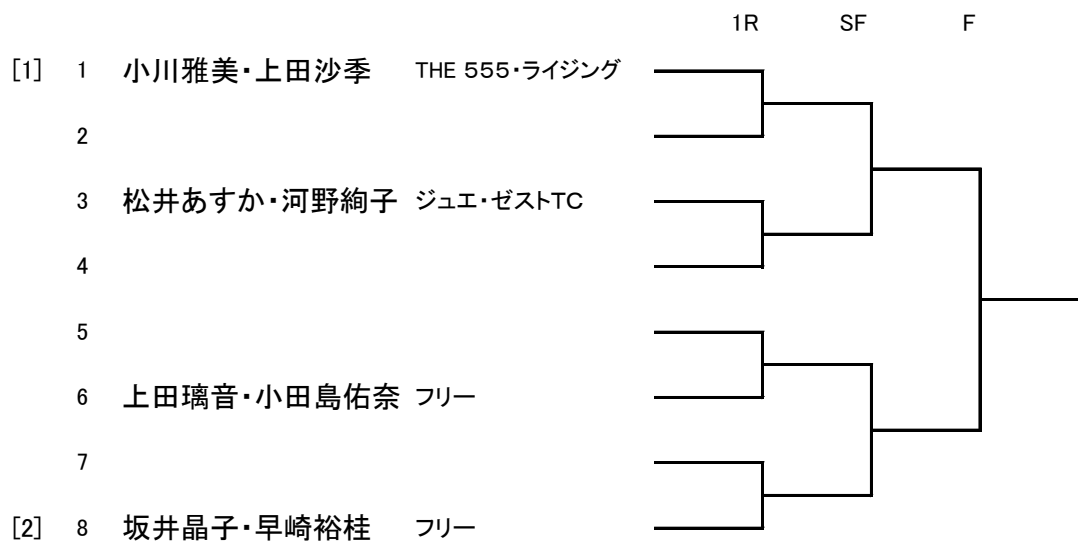 1R SF F
[1] 1 小川雅美・上田沙季 THE 555・ライジング
2
3 松井あすか・河野絢子 ジュエ・ゼストTC
4
5
6 上田璃音・小田島佑奈 フリー
7
[2] 8 坂井晶子・早崎裕桂 フリー